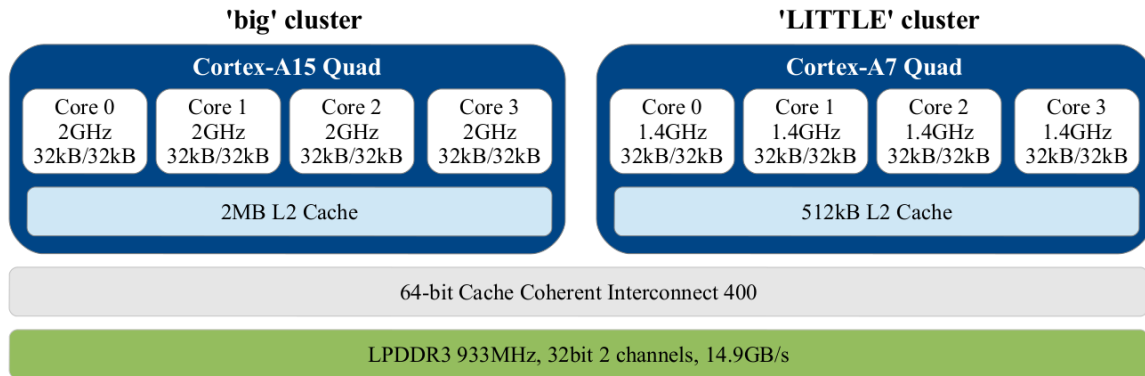 'big' cluster
'LITTLE' cluster
Cortex-A15 Quad
Core 0
2GHz
32kB/32kB
Core 1
2GHz
32kB/32kB
Core 2
2GHz
32kB/32kB
Core 3
2GHz
32kB/32kB
2MB L2 Cache
Cortex-A7 Quad
Core 0
1.4GHz
32kB/32kB
Core 1
1.4GHz
32kB/32kB
Core 2
1.4GHz
32kB/32kB
Core 3
1.4GHz
32kB/32kB
512kB L2 Cache
64-bit Cache Coherent Interconnect 400
LPDDR3 933MHz, 32bit 2 channels, 14.9GB/s